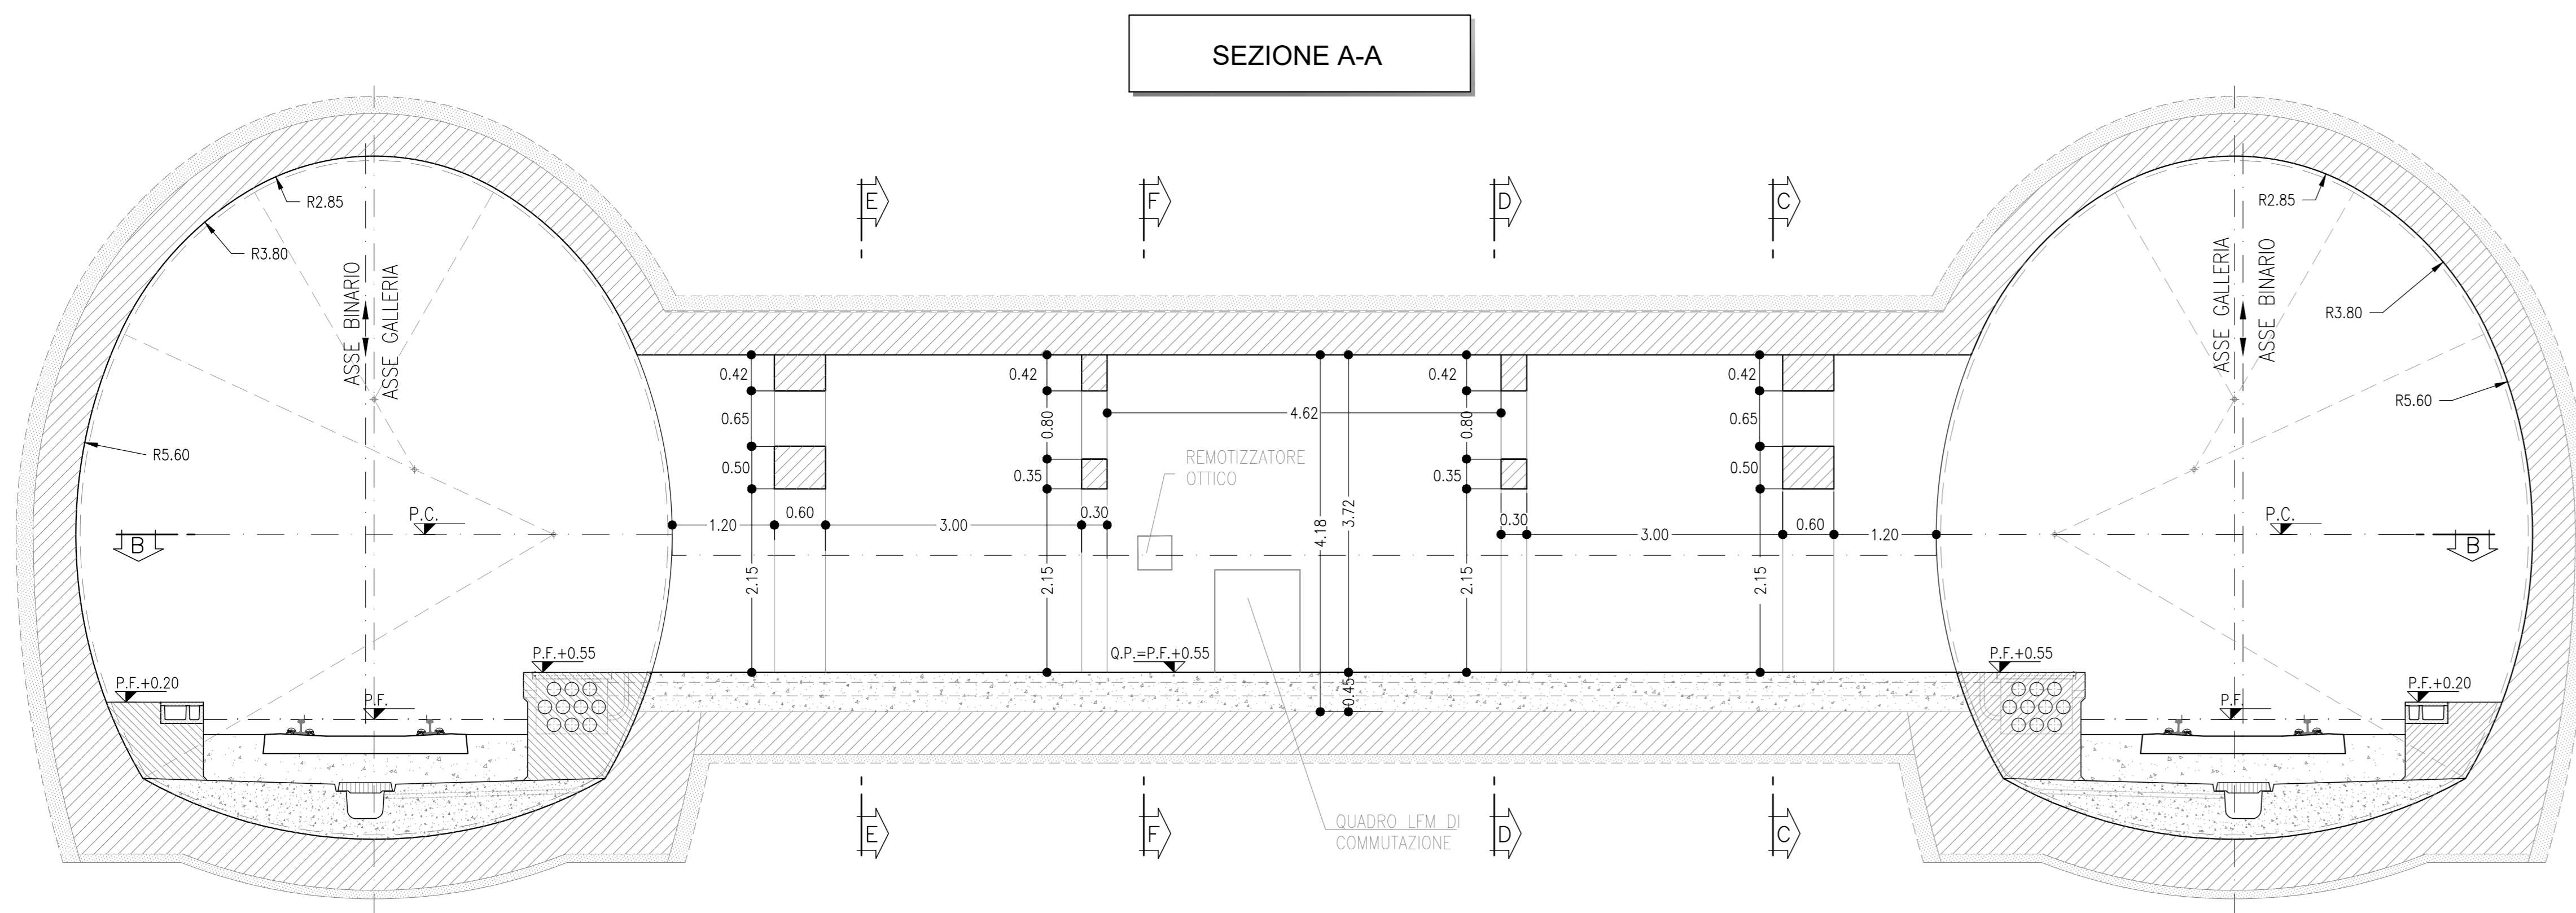 SEZIONE A-A
E
F
D
C
R2.85
R3.80
R5.60
ASSE BINARIO
ASSE GALLERIA
P.C.
B
P.F.+0.20
P.F.
P.F.+0.55
0.42
0.65
0.50
2.15
1.20
0.60
3.00
0.30
0.42
0.80
0.35
2.15
4.62
REMOTIZZATORE
OTTICO
Q.P.=P.F.+0.55
4.18
3.72
0.45
QUADRO LFM DI
COMMUTAZIONE
0.42
0.80
0.35
2.15
0.30
3.00
0.42
0.65
0.50
2.15
0.60
1.20
R2.85
R3.80
R5.60
ASSE GALLERIA
ASSE BINARIO
P.C.
B
P.F.+0.55
P.F.
P.F.+0.20
E
F
D
C